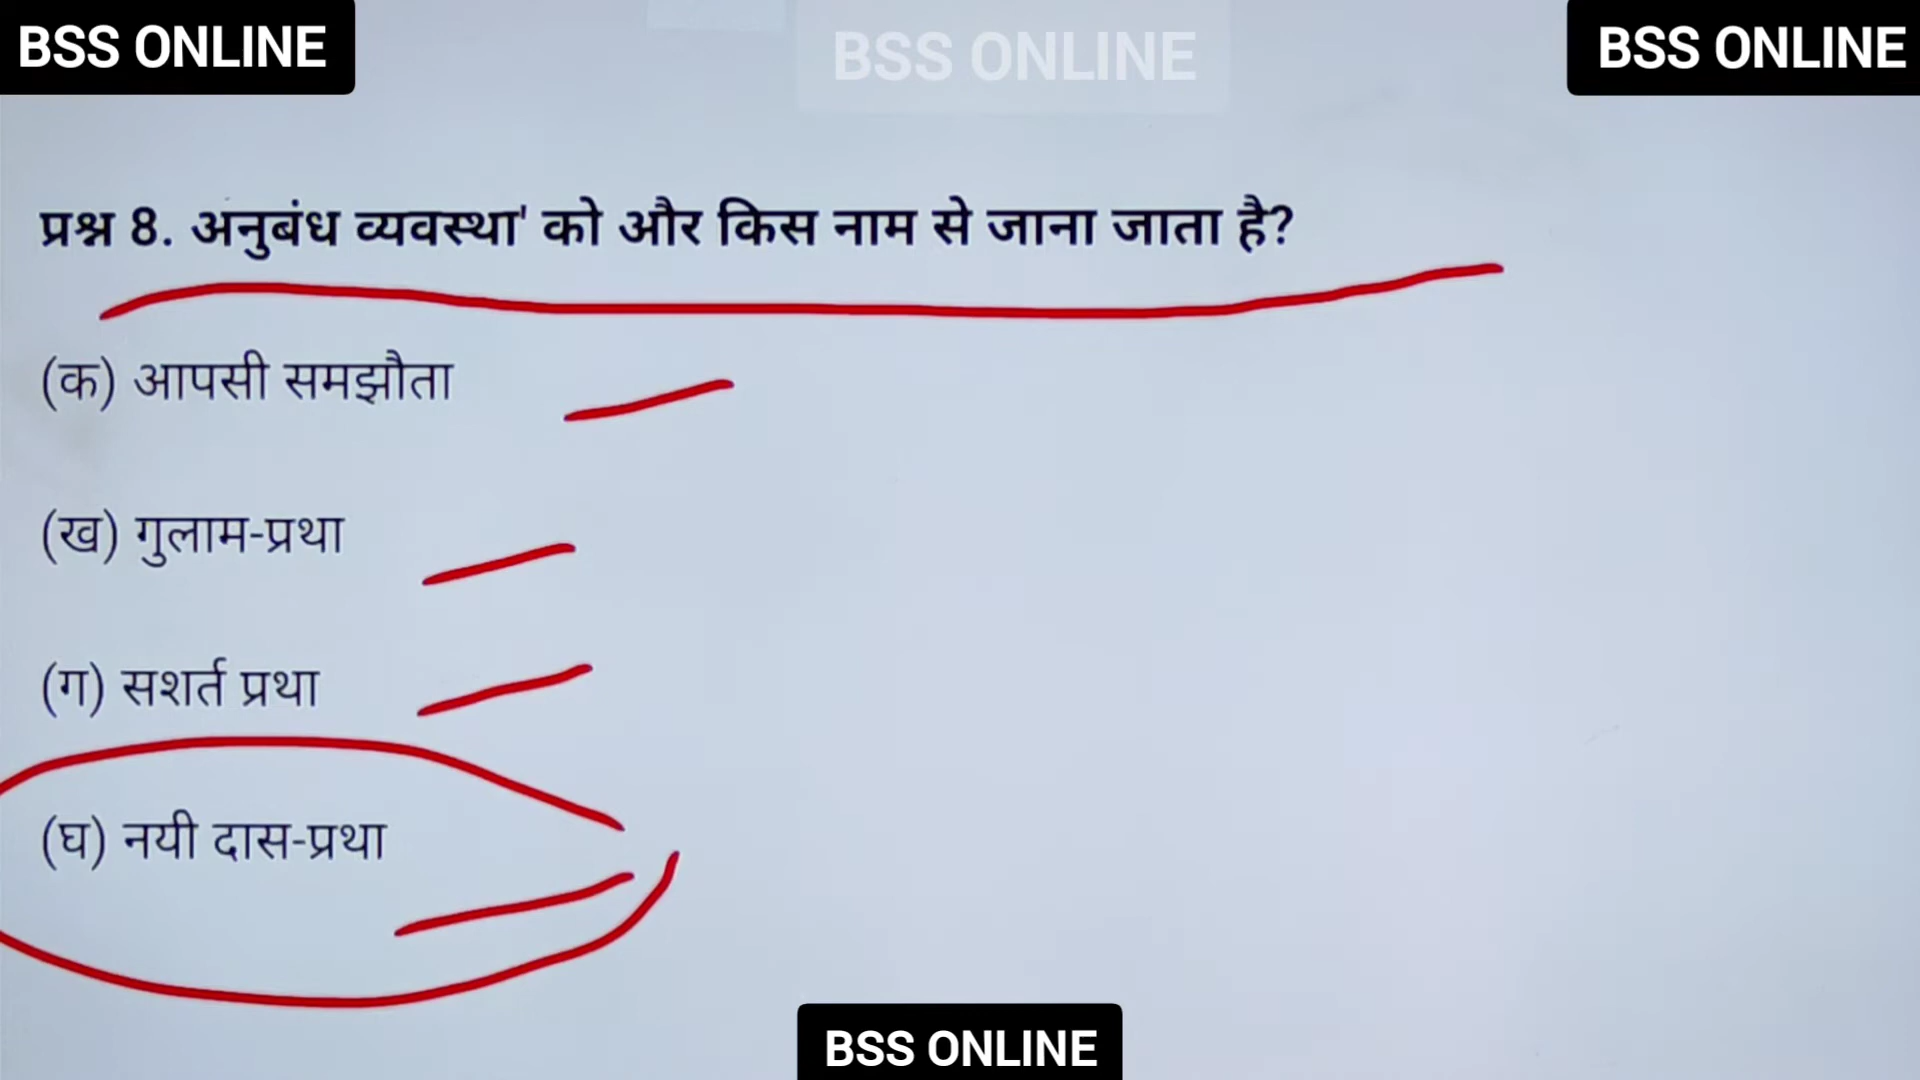 BSS ONLINE
BSS ONLINE
BSS ONLINE
प्रश्न 8. अनुबंध व्यवस्था' को और किस नाम से जाना जाता है?
(क) आपसी समझौता
(ख) गुलाम-प्रथा
(ग) सशर्त प्रथा
(घ) नयी दास-प्रथा
BSS ONLINE